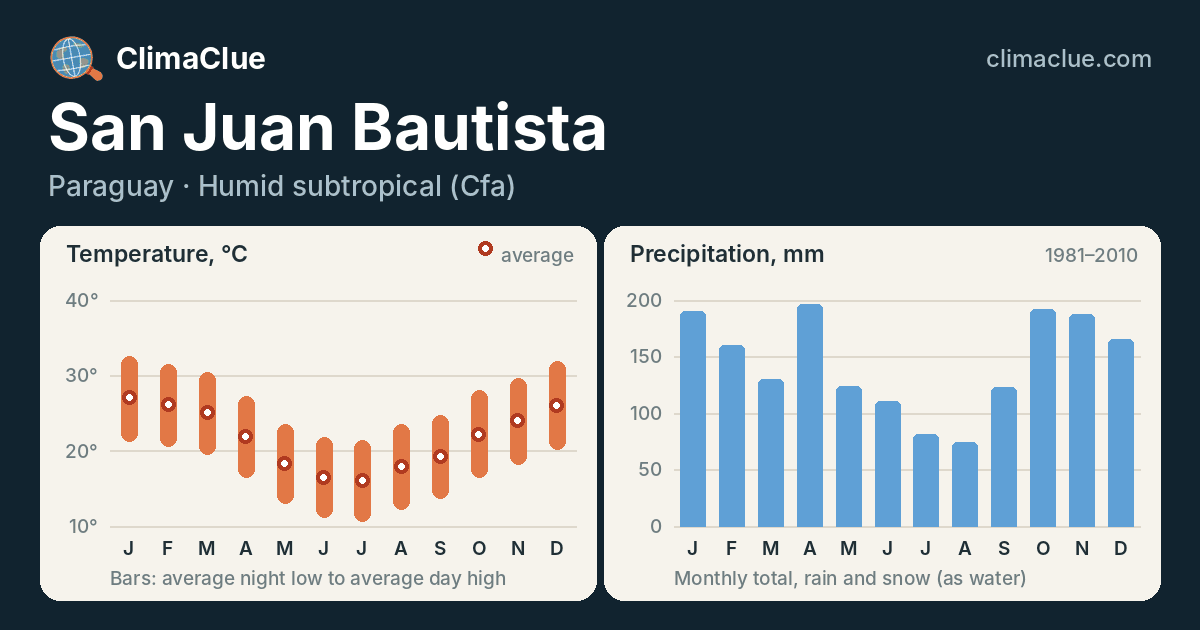 ClimaClue
climaclue.com
San Juan Bautista
Paraguay · Humid subtropical (Cfa)
Temperature, °C
average
40°
30°
20°
10°
J F M A M J J A S O N D
Bars: average night low to average day high
Precipitation, mm
1981–2010
200
150
100
50
0
J F M A M J J A S O N D
Monthly total, rain and snow (as water)